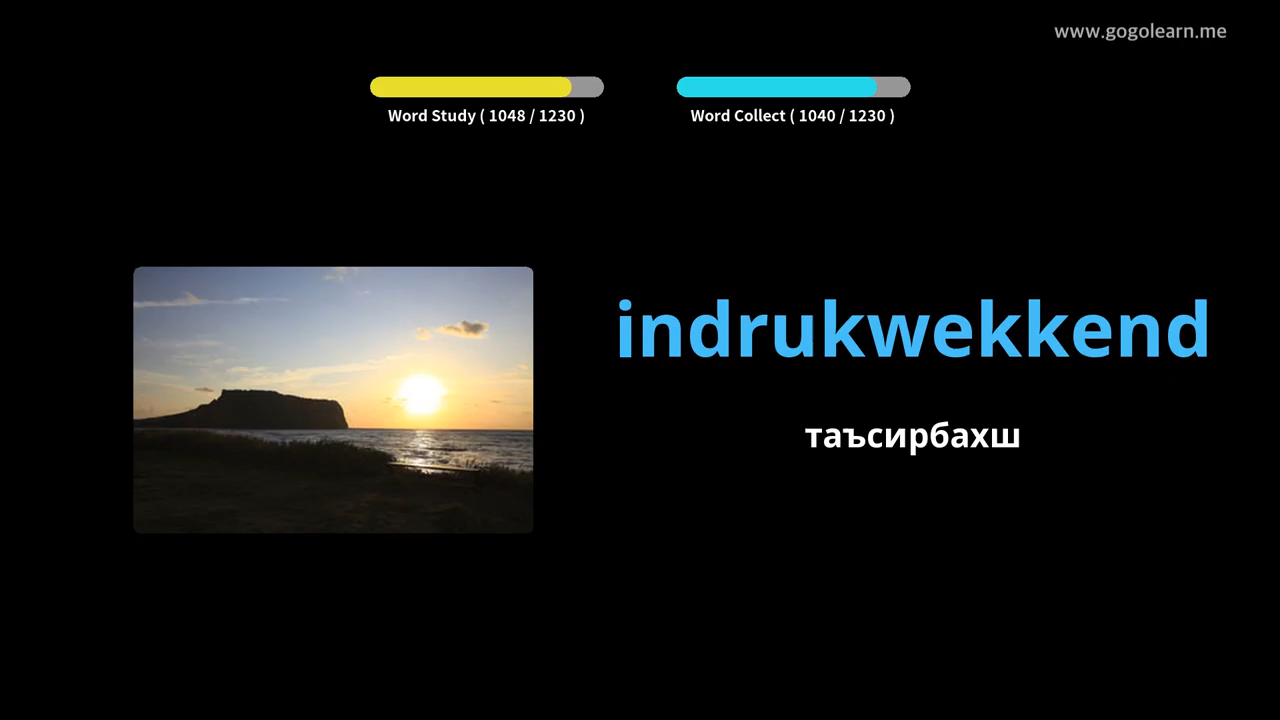 www.gogolearn.me
Word Study ( 1048 / 1230 )
Word Collect ( 1040 / 1230 )
indrukwekkend
таъсирбахш